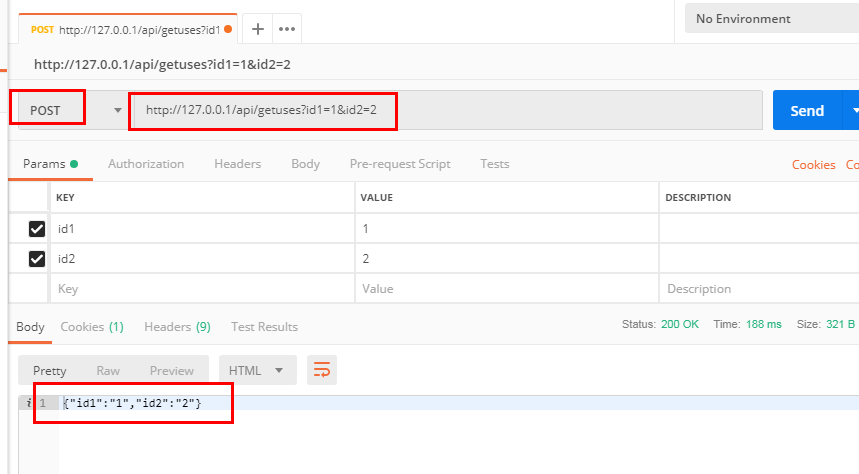 POST http://127.0.0.1/api/getuses?id1
No Environment
http://127.0.0.1/api/getuses?id1=1&id2=2
POST http://127.0.0.1/api/getuses?id1=1&id2=2 Send
Params Authorization Headers Body Pre-request Script Tests Cookies Co
KEY VALUE DESCRIPTION
id1 1
id2 2
Key Value Description
Body Cookies (1) Headers (9) Test Results Status: 200 OK Time: 188 ms Size: 321 B
Pretty Raw Preview HTML
i 1 {"id1":"1","id2":"2"}